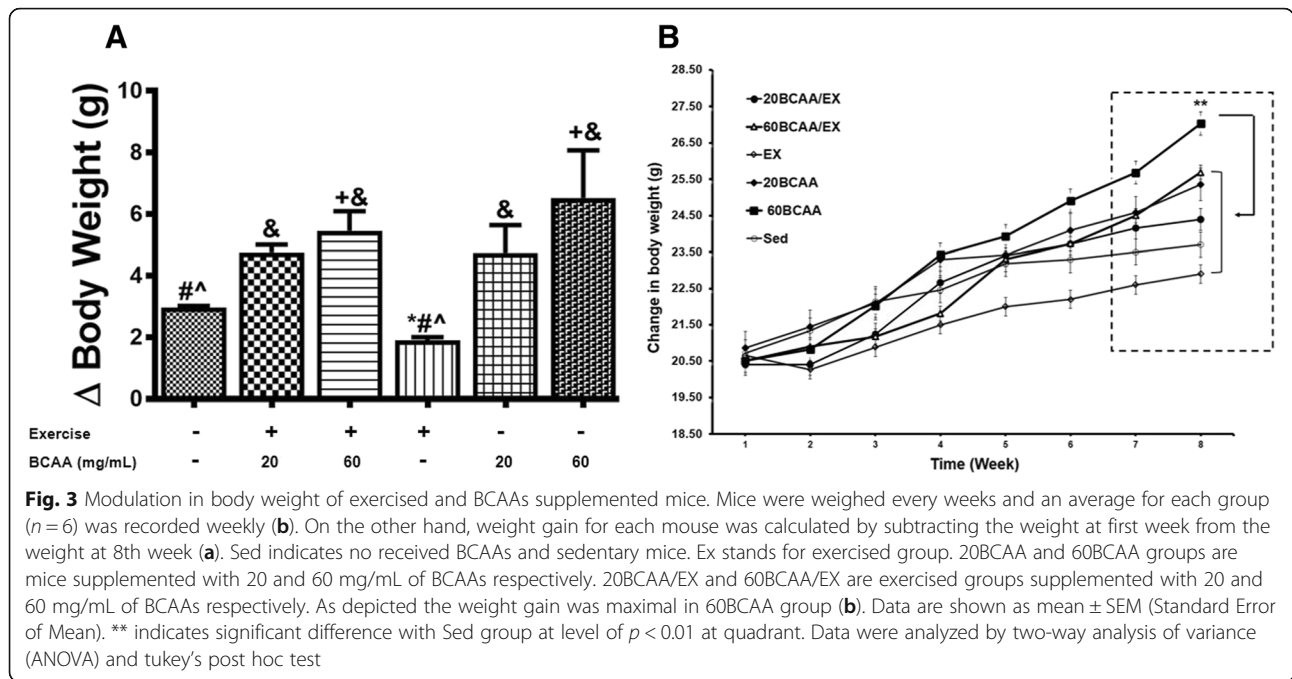 A
Δ Body Weight (g)
10
8
6
4
2
0
#^
&
+&
*#^
&
+&
Exercise - + + + - -
BCAA (mg/mL) - 20 60 - 20 60
B
Change in body weight (g)
28.50
27.50
26.50
25.50
24.50
23.50
22.50
21.50
20.50
19.50
18.50
20BCAA/EX
60BCAA/EX
EX
20BCAA
60BCAA
Sed
**
1 2 3 4 5 6 7 8
Time (Week)
Fig. 3 Modulation in body weight of exercised and BCAAs supplemented mice. Mice were weighed every weeks and an average for each group
(n = 6) was recorded weekly (b). On the other hand, weight gain for each mouse was calculated by subtracting the weight at first week from the
weight at 8th week (a). Sed indicates no received BCAAs and sedentary mice. Ex stands for exercised group. 20BCAA and 60BCAA groups are
mice supplemented with 20 and 60 mg/mL of BCAAs respectively. 20BCAA/EX and 60BCAA/EX are exercised groups supplemented with 20 and
60 mg/mL of BCAAs respectively. As depicted the weight gain was maximal in 60BCAA group (b). Data are shown as mean ± SEM (Standard Error
of Mean). ** indicates significant difference with Sed group at level of p < 0.01 at quadrant. Data were analyzed by two-way analysis of variance
(ANOVA) and tukey's post hoc test